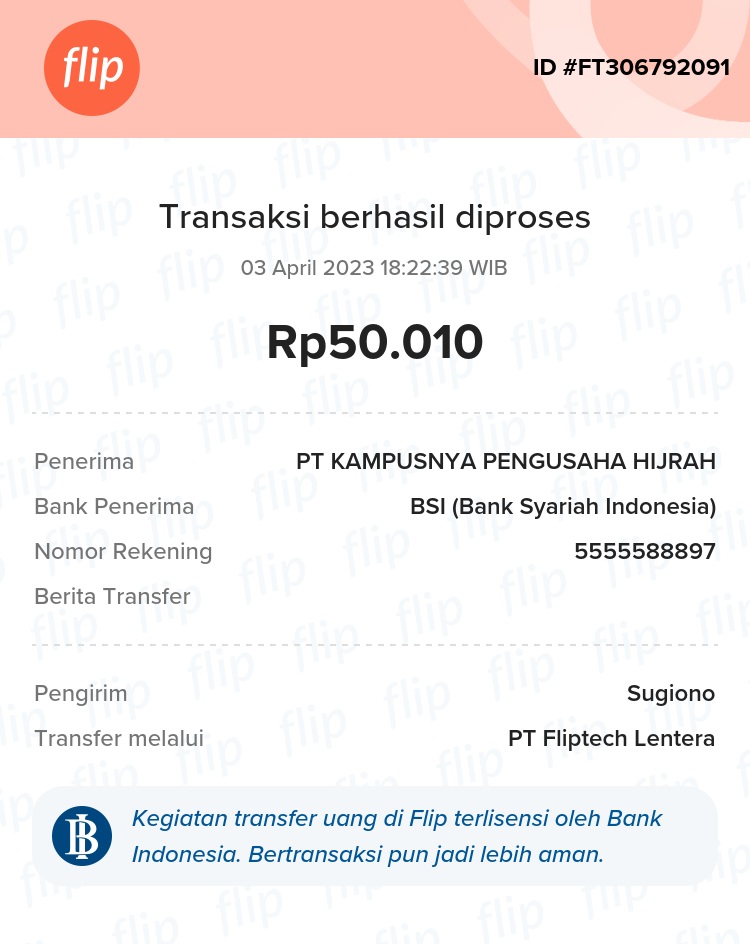 flip
ID #FT306792091
Transaksi berhasil diproses
03 April 2023 18:22:39 WIB
Rp50.010
Penerima PT KAMPUSNYA PENGUSAHA HIJRAH
Bank Penerima BSI (Bank Syariah Indonesia)
Nomor Rekening 5555588897
Berita Transfer
Pengirim Sugiono
Transfer melalui PT Fliptech Lentera
Kegiatan transfer uang di Flip terlisensi oleh Bank
Indonesia. Bertransaksi pun jadi lebih aman.